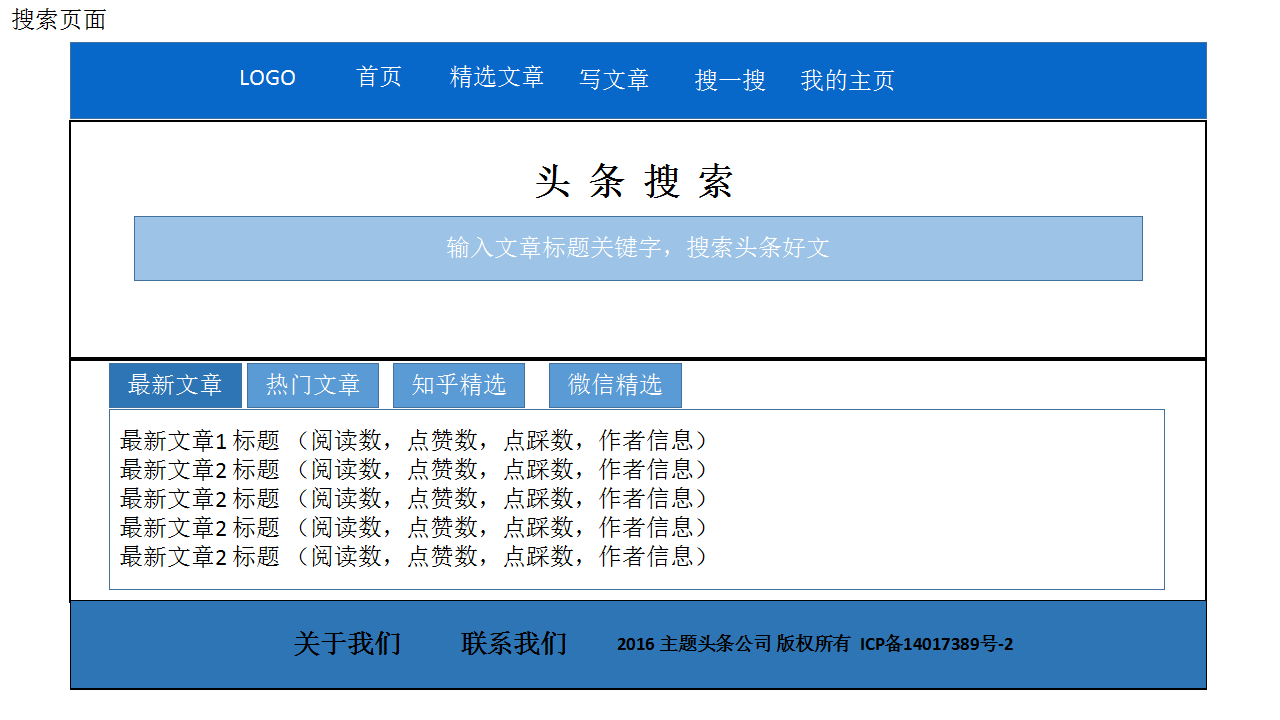 搜索页面
LOGO 首页 精选文章 写文章 搜一搜 我的主页
头 条 搜 索
输入文章标题关键字，搜索头条好文
最新文章 热门文章 知乎精选 微信精选
最新文章1 标题 （阅读数，点赞数，点踩数，作者信息）
最新文章2 标题 （阅读数，点赞数，点踩数，作者信息）
最新文章2 标题 （阅读数，点赞数，点踩数，作者信息）
最新文章2 标题 （阅读数，点赞数，点踩数，作者信息）
最新文章2 标题 （阅读数，点赞数，点踩数，作者信息）
关于我们 联系我们 2016 主题头条公司 版权所有 ICP备14017389号-2